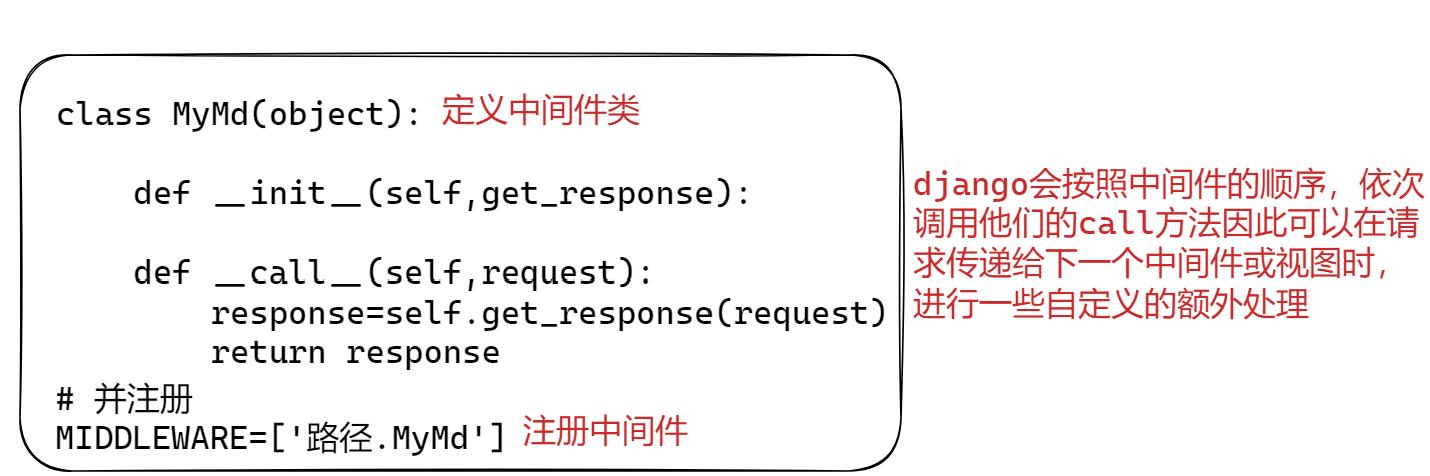 class MyMd(object): 定义中间件类
def __init__(self,get_response):
def __call__(self,request):
response=self.get_response(request)
return response
# 并注册
MIDDLEWARE=['路径.MyMd'] 注册中间件
django会按照中间件的顺序，依次
调用他们的call方法因此可以在请
求传递给下一个中间件或视图时，
进行一些自定义的额外处理